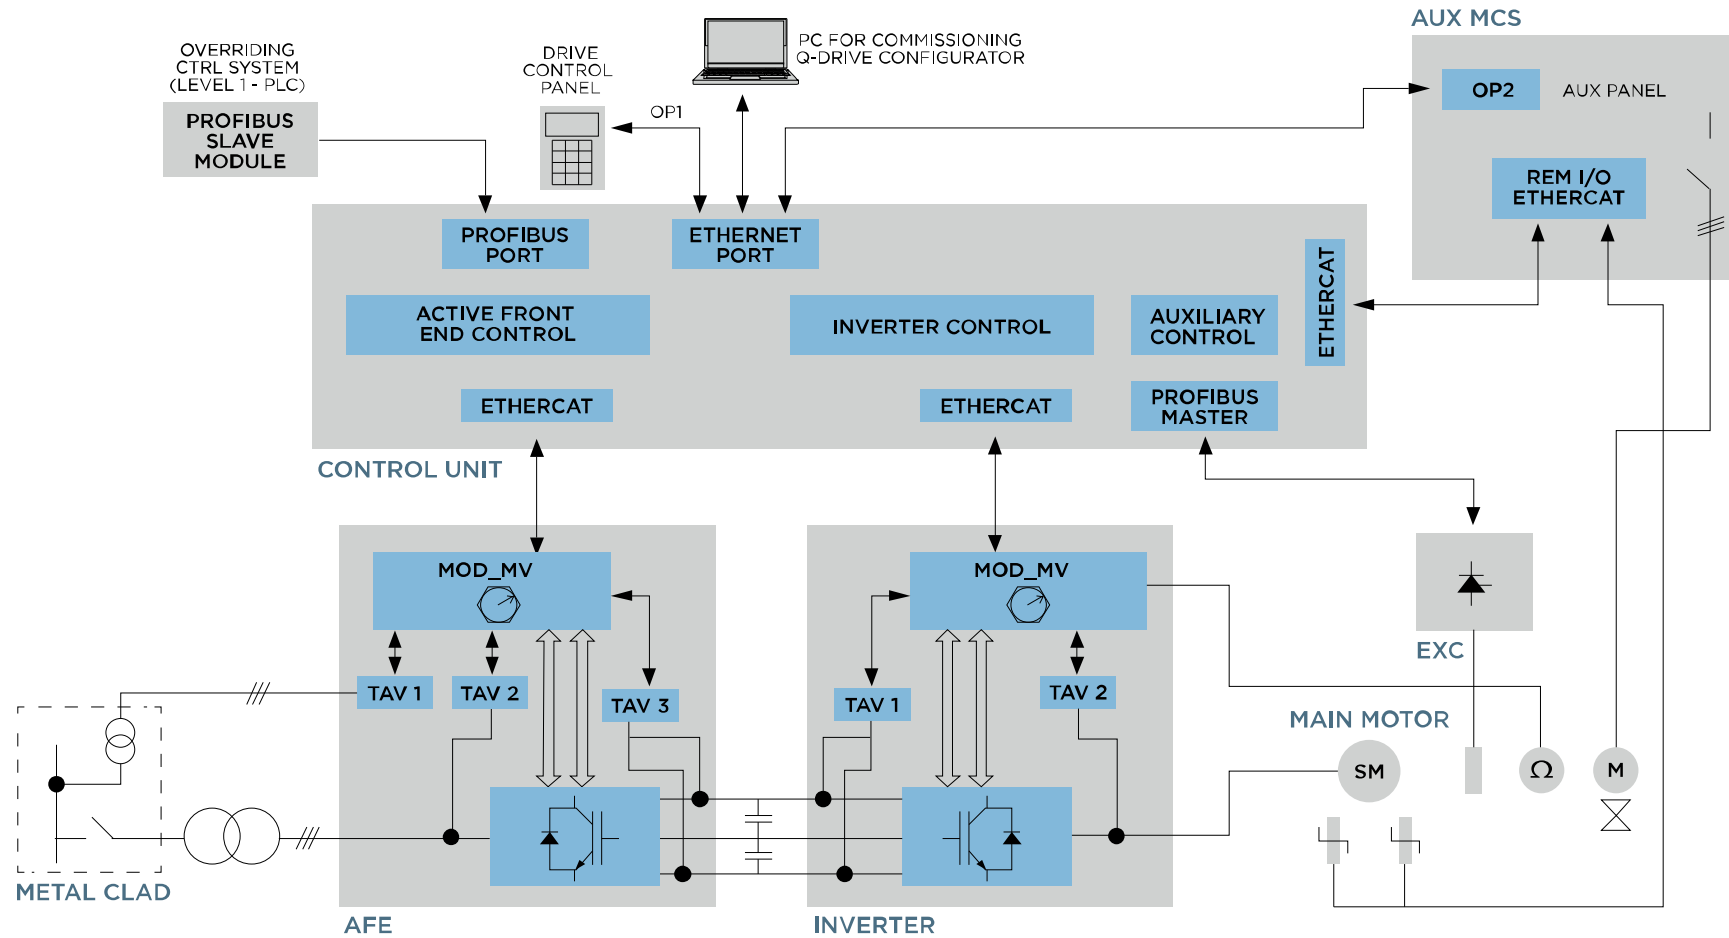 AUX MCS
OVERRIDING
CTRL SYSTEM
(LEVEL 1 - PLC)
PROFIBUS
SLAVE
MODULE
DRIVE
CONTROL
PANEL
OP1
PC FOR COMMISSIONING
Q-DRIVE CONFIGURATOR
OP2
AUX PANEL
REM I/O
ETHERCAT
PROFIBUS
PORT
ETHERNET
PORT
ETHERCAT
ACTIVE FRONT
END CONTROL
INVERTER CONTROL
AUXILIARY
CONTROL
ETHERCAT
ETHERCAT
PROFIBUS
MASTER
CONTROL UNIT
MOD_MV
MOD_MV
EXC
TAV 1
TAV 2
TAV 3
TAV 1
TAV 2
MAIN MOTOR
SM
Ω
M
METAL CLAD
AFE
INVERTER